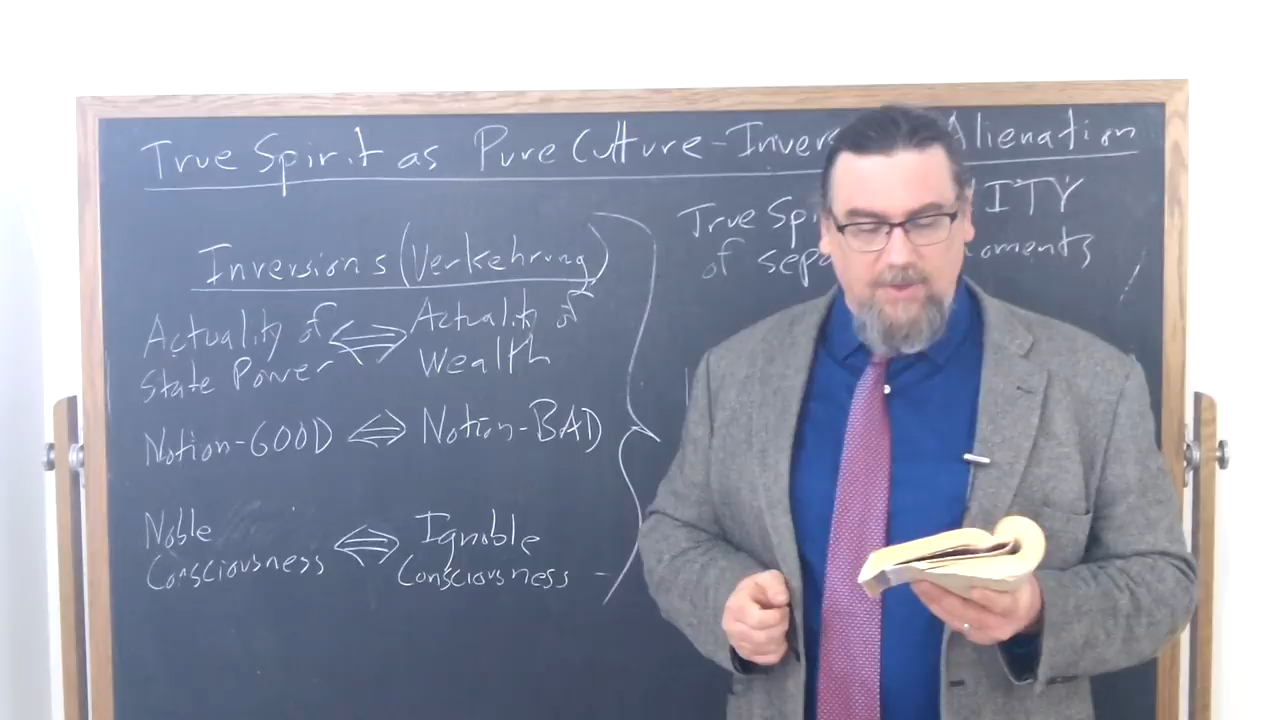 True Spirit as Pure Culture-Inver Alienation
Inversions (Verkehrung)
Actuality of ⟺ Actuality of
State Power Wealth
Notion-GOOD ⟺ Notion-BAD
Noble ⟺ Ignoble
Consciousness Consciousness
True Spi ITY
of sepa oments